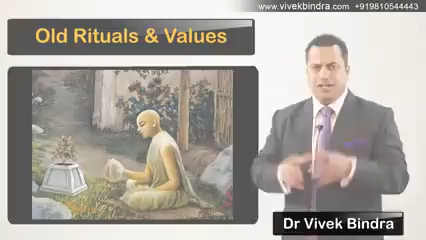 www.vivekbindra.com +919810544443
Old Rituals & Values
Dr Vivek Bindra